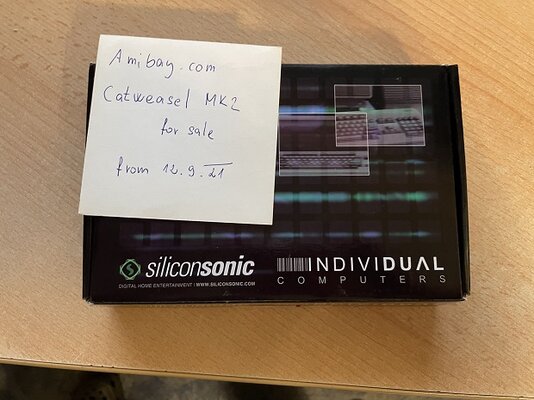 Amibay.com
Catweasel MK2
for sale
from 12.9.21
siliconsonic
DIGITAL HOME ENTERTAINMENT | WWW.SILICONSONIC.COM
INDIVIDUAL
COMPUTERS